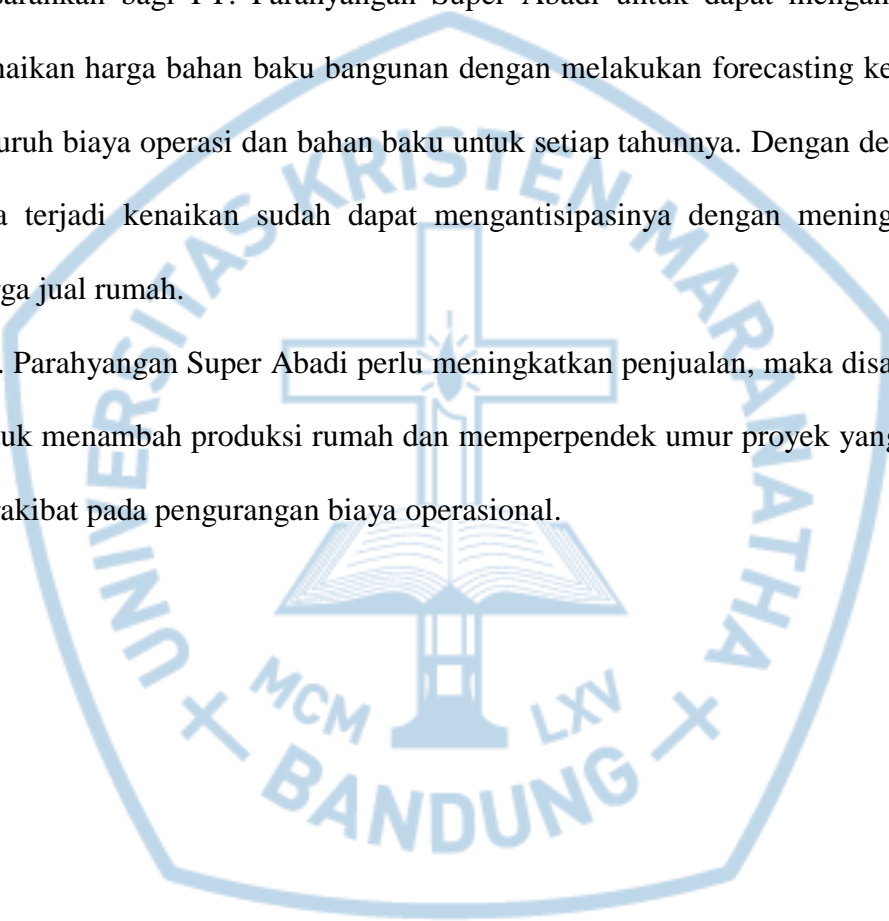 sarankan bagi PT. Parahyangan Super Abadi untuk dapat mengan
naikan harga bahan baku bangunan dengan melakukan forecasting ke
uruh biaya operasi dan bahan baku untuk setiap tahunnya. Dengan de
a terjadi kenaikan sudah dapat mengantisipasinya dengan mening
ga jual rumah.
. Parahyangan Super Abadi perlu meningkatkan penjualan, maka disa
tuk menambah produksi rumah dan memperpendek umur proyek yang
rakibat pada pengurangan biaya operasional.
UNIVERSITAS KRISTEN MARANATHA
MCM LXV
BANDUNG